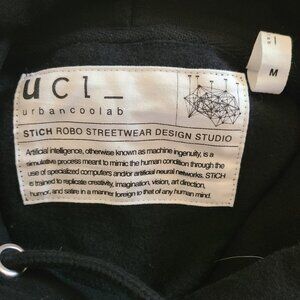 ucl_
urbancoolab
STiCH ROBO STREETWEAR DESIGN STUDIO
Artificial intelligence, otherwise known as machine ingenuity, is a
simulative process meant to mimic the human condition through the
use of specialized computers and/or artificial neural networks. STiCH
is trained to replicate creativity, imagination, vision, art direction,
humor, and satire in a manner foreign to that of any human mind.
M